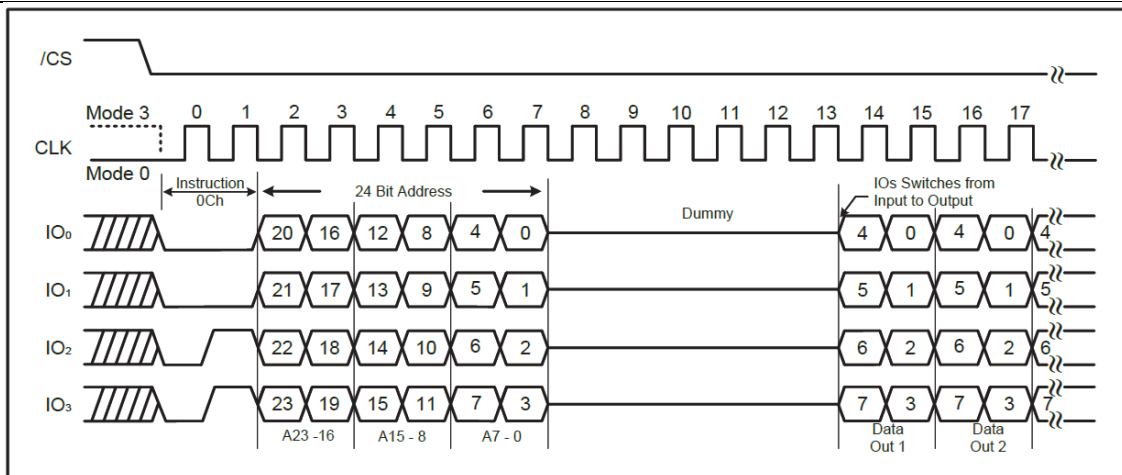 /CS
Mode 3 0 1 2 3 4 5 6 7 8 9 10 11 12 13 14 15 16 17
CLK
Mode 0
Instruction
0Ch
24 Bit Address
Dummy
IOs Switches from
Input to Output
IO₀ 20 16 12 8 4 0 4 0 4 0 4
IO₁ 21 17 13 9 5 1 5 1 5 1 5
IO₂ 22 18 14 10 6 2 6 2 6 2 6
IO₃ 23 19 15 11 7 3 7 3 7 3 7
A23 -16 A15 - 8 A7 - 0
Data
Out 1
Data
Out 2